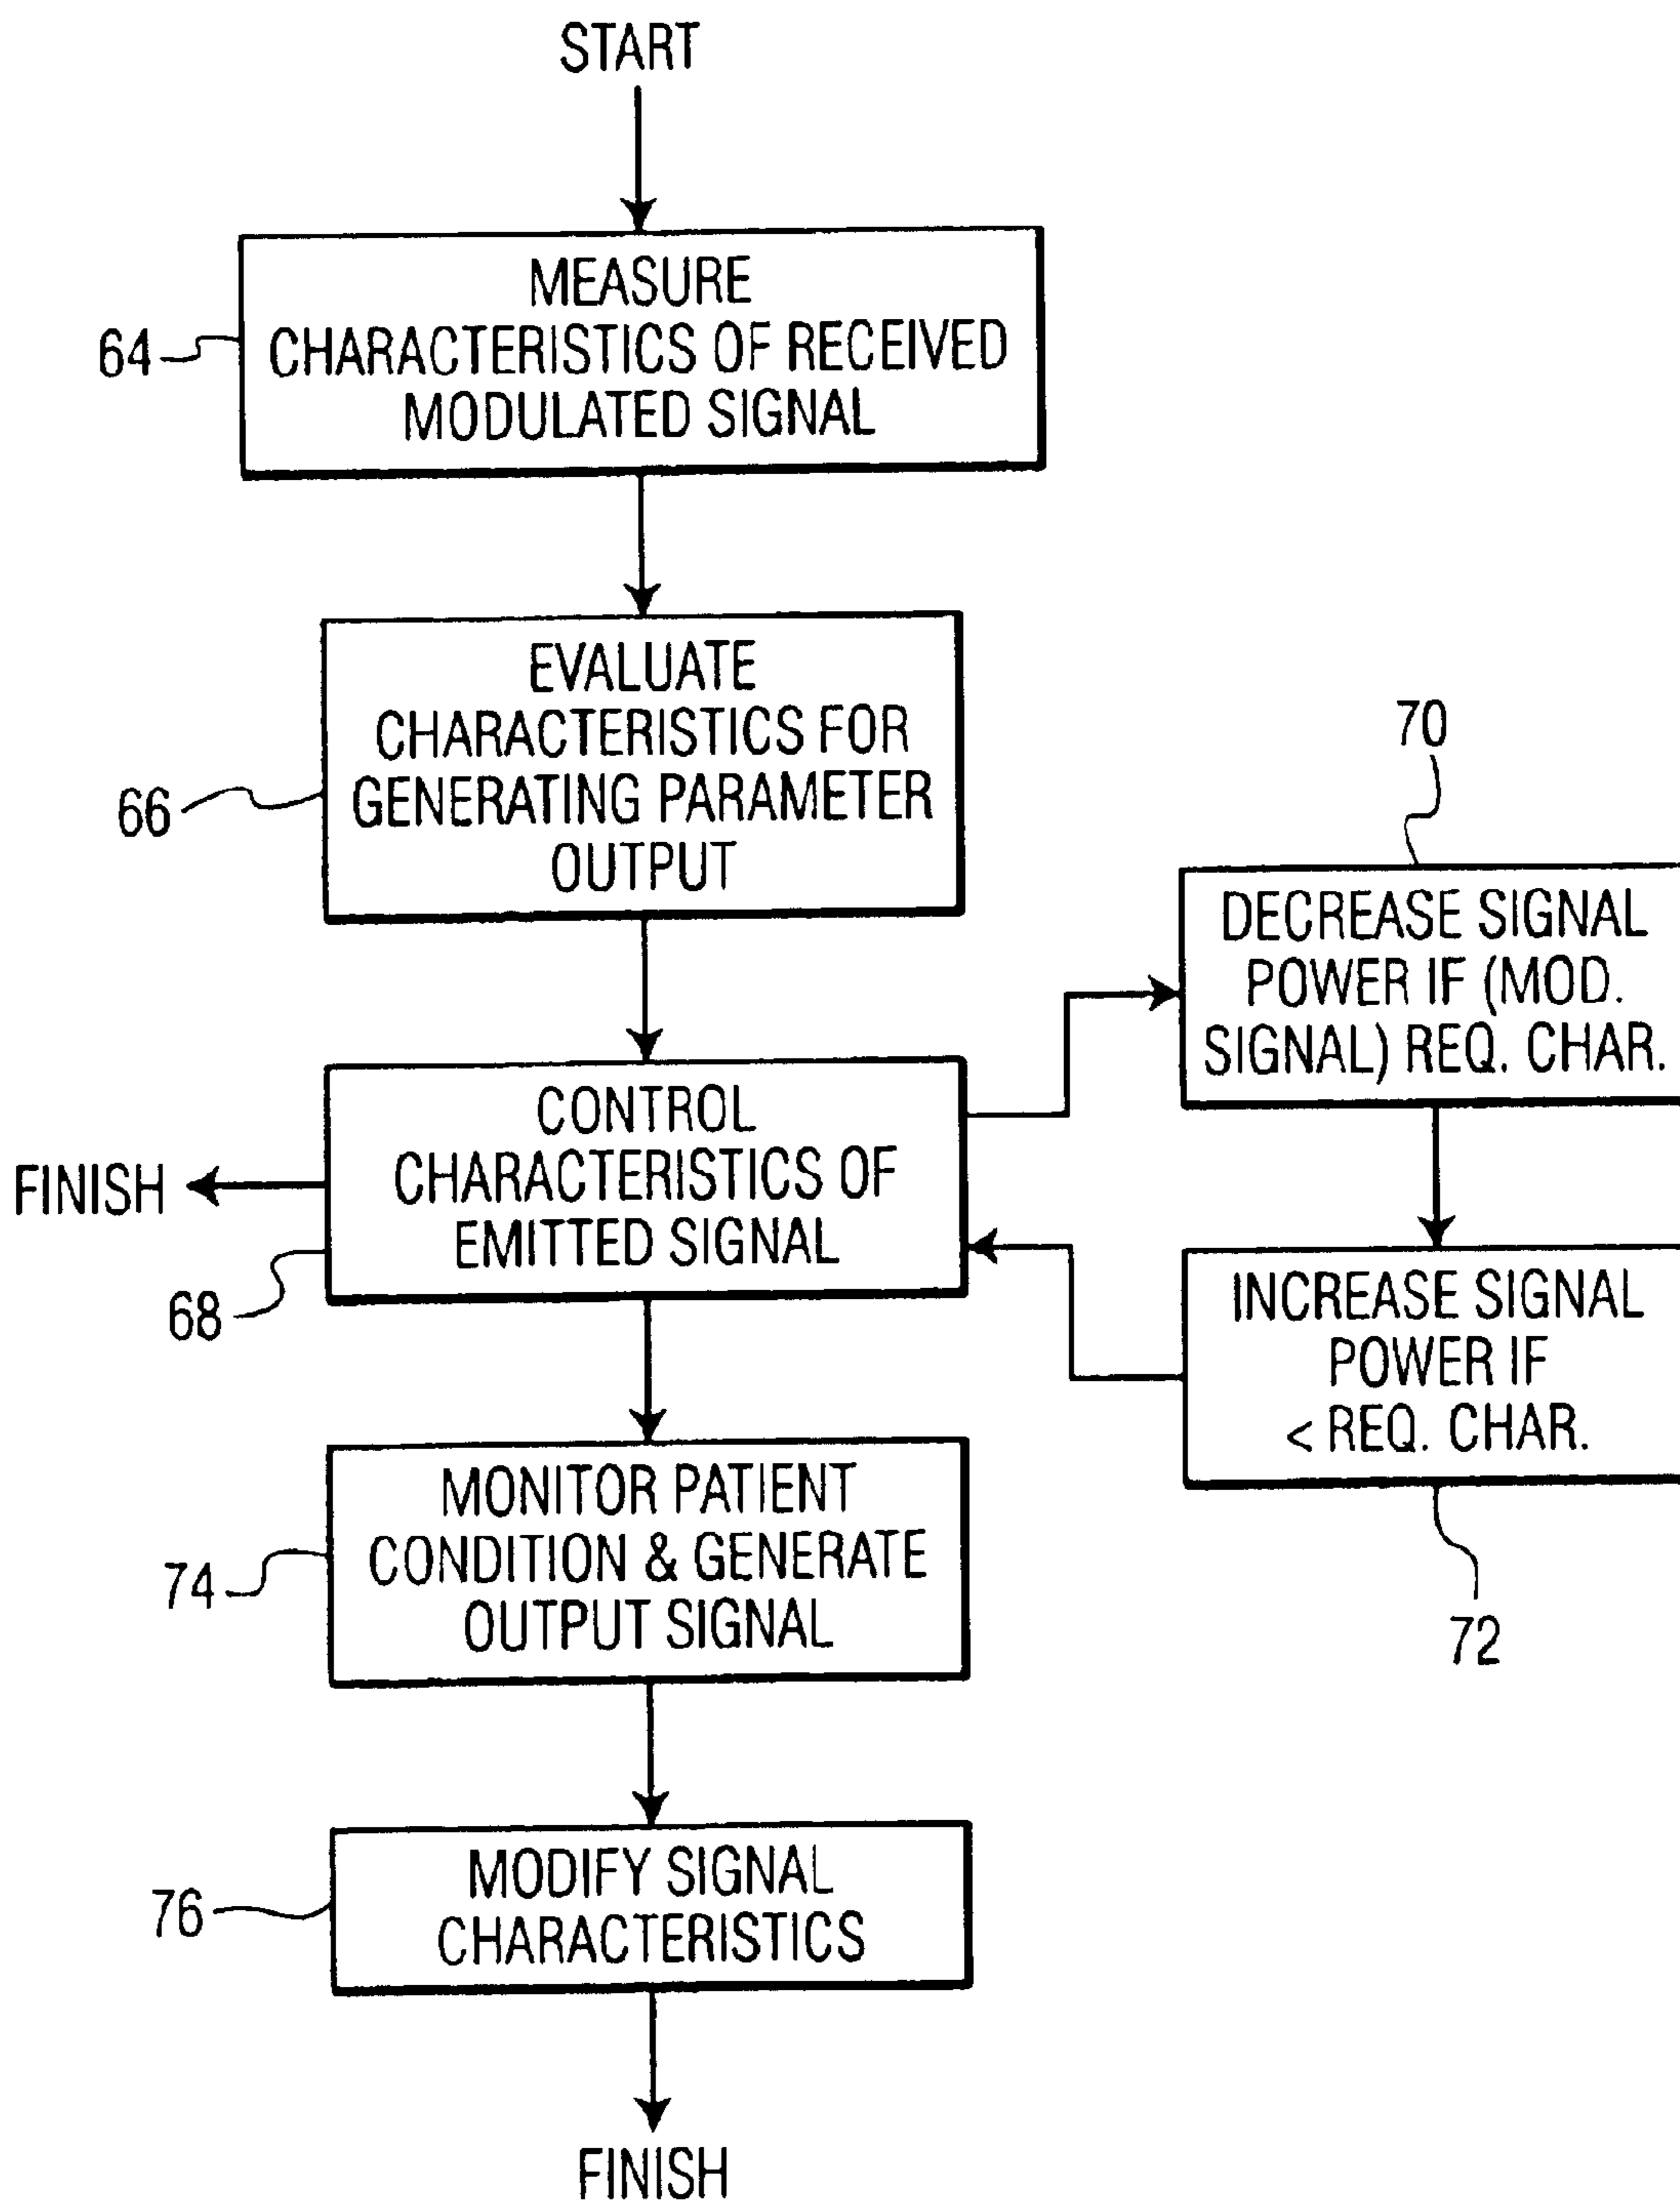 START
MEASURE
CHARACTERISTICS OF RECEIVED
MODULATED SIGNAL
64
EVALUATE
CHARACTERISTICS FOR
GENERATING PARAMETER
OUTPUT
66
70
DECREASE SIGNAL
POWER IF (MOD.
SIGNAL) REQ. CHAR.
CONTROL
CHARACTERISTICS OF
EMITTED SIGNAL
FINISH
68
INCREASE SIGNAL
POWER IF
< REQ. CHAR.
72
MONITOR PATIENT
CONDITION & GENERATE
OUTPUT SIGNAL
74
MODIFY SIGNAL
CHARACTERISTICS
76
FINISH